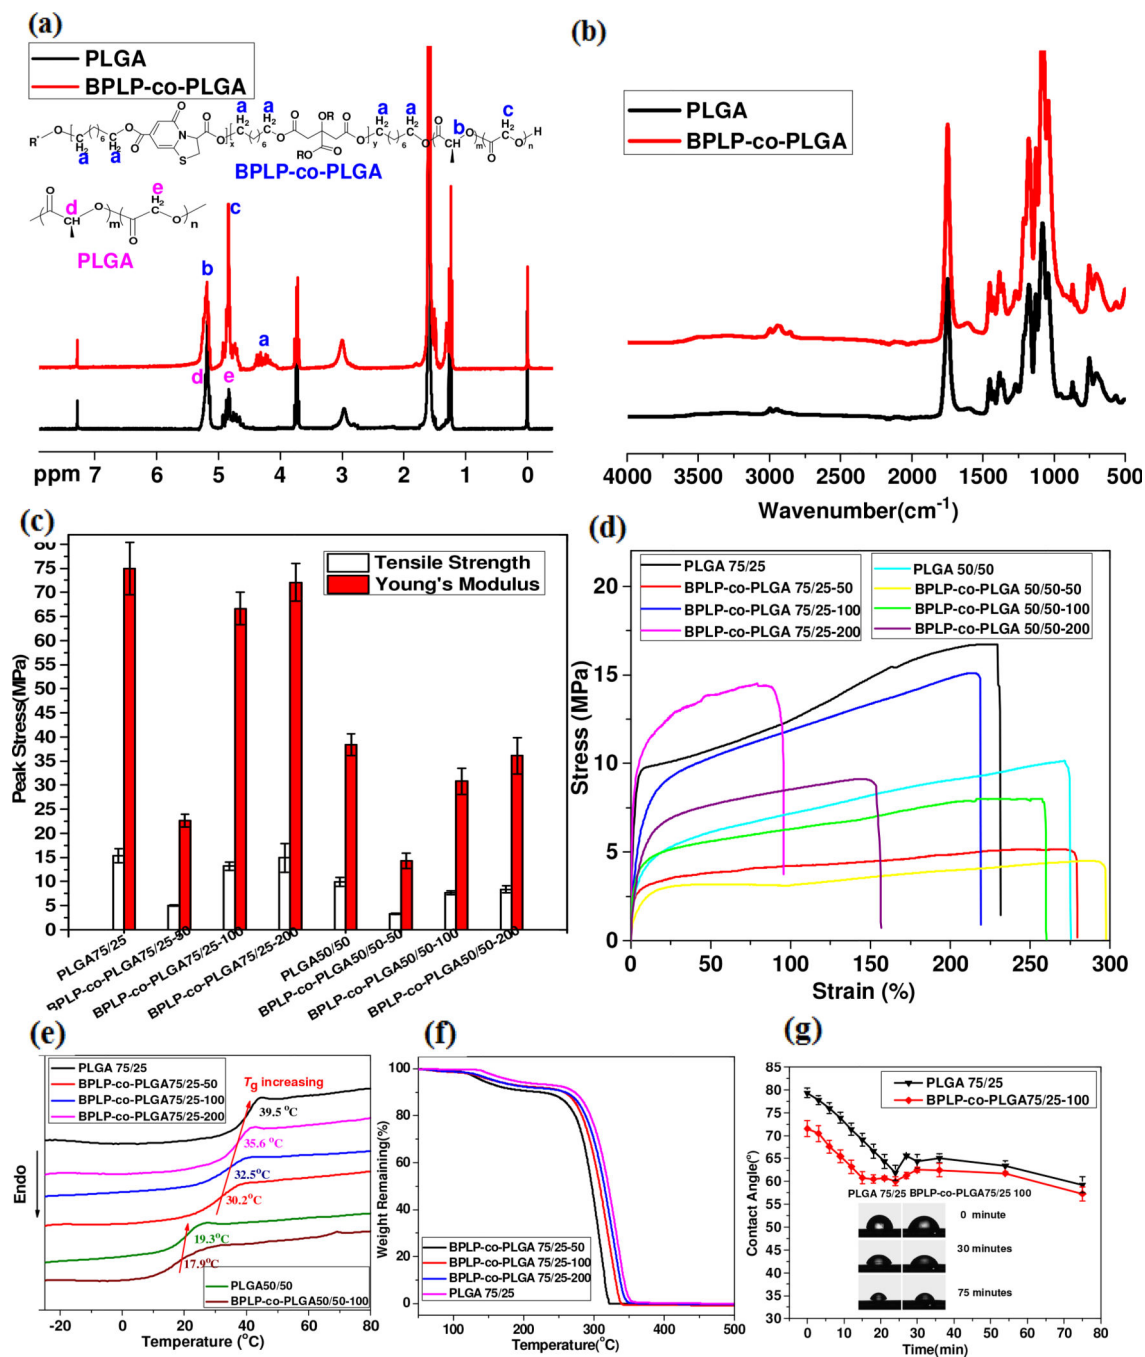 (a)
PLGA
BPLP-co-PLGA
a a a a c
b
a a
BPLP-co-PLGA
d e
c
PLGA
b
a
d e
ppm 7 6 5 4 3 2 1 0
(b)
PLGA
BPLP-co-PLGA
4000 3500 3000 2500 2000 1500 1000 500
Wavenumber(cm-1)
(c)
Tensile Strength
Young's Modulus
Peak Stress(MPa)
80
75
70
65
60
55
50
45
40
35
30
25
20
15
10
5
0
PLGA75/25
BPLP-co-PLGA75/25-50
BPLP-co-PLGA75/25-100
BPLP-co-PLGA75/25-200
PLGA50/50
BPLP-co-PLGA50/50-50
BPLP-co-PLGA50/50-100
BPLP-co-PLGA50/50-200
(d)
PLGA 75/25
BPLP-co-PLGA 75/25-50
BPLP-co-PLGA 75/25-100
BPLP-co-PLGA 75/25-200
PLGA 50/50
BPLP-co-PLGA 50/50-50
BPLP-co-PLGA 50/50-100
BPLP-co-PLGA 50/50-200
Stress (MPa)
20
15
10
5
0
0 50 100 150 200 250 300
Strain (%)
(e)
PLGA 75/25
BPLP-co-PLGA75/25-50
BPLP-co-PLGA75/25-100
BPLP-co-PLGA75/25-200
Tg increasing
39.5 °C
35.6 °C
32.5°C
30.2°C
19.3°C
17.9°C
Endo
PLGA50/50
BPLP-co-PLGA50/50-100
-20 0 20 40 60 80
Temperature (°C)
(f)
Weight Remaining(%)
100
80
60
40
20
0
BPLP-co-PLGA 75/25-50
BPLP-co-PLGA 75/25-100
BPLP-co-PLGA 75/25-200
PLGA 75/25
100 200 300 400 500
Temperature(°C)
(g)
PLGA 75/25
BPLP-co-PLGA75/25-100
Contact Angle(°)
85
80
75
70
65
60
55
50
45
40
35
30
PLGA 75/25 BPLP-co-PLGA75/25 100
0 minute
30 minutes
75 minutes
0 10 20 30 40 50 60 70 80
Time(min)